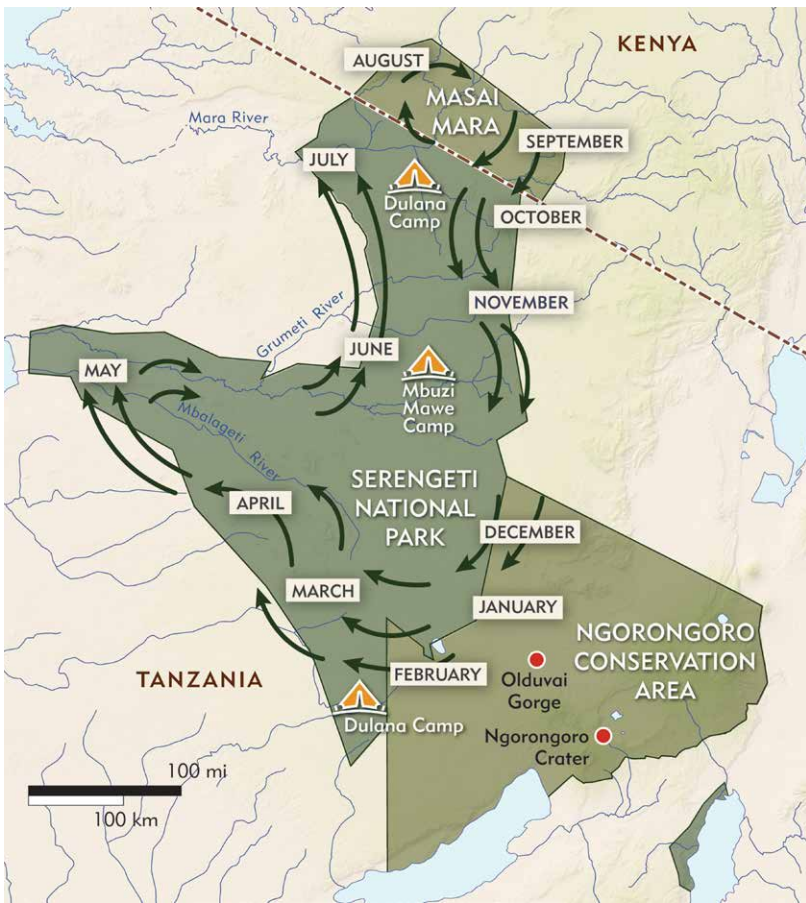 KENYA
AUGUST
MASAI
MARA
Mara River
SEPTEMBER
JULY
Dulana
Camp
OCTOBER
NOVEMBER
Grumeti River
JUNE
MAY
Mbuzi
Mawe
Camp
Mbalageti River
SERENGETI
NATIONAL
PARK
APRIL
DECEMBER
MARCH
JANUARY
NGORONGORO
CONSERVATION
AREA
FEBRUARY
TANZANIA
Olduvai
Gorge
Dulana Camp
Ngorongoro
Crater
100 mi
100 km